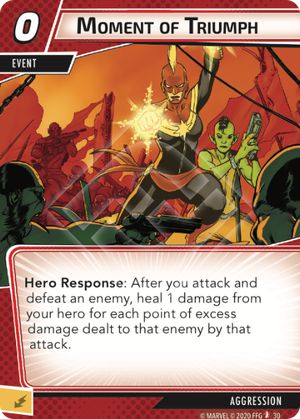 0
MOMENT OF TRIUMPH
EVENT
Hero Response: After you attack and
defeat an enemy, heal 1 damage from
your hero for each point of excess
damage dealt to that enemy by that
attack.
AGGRESSION
© MARVEL © 2020 FFG 30